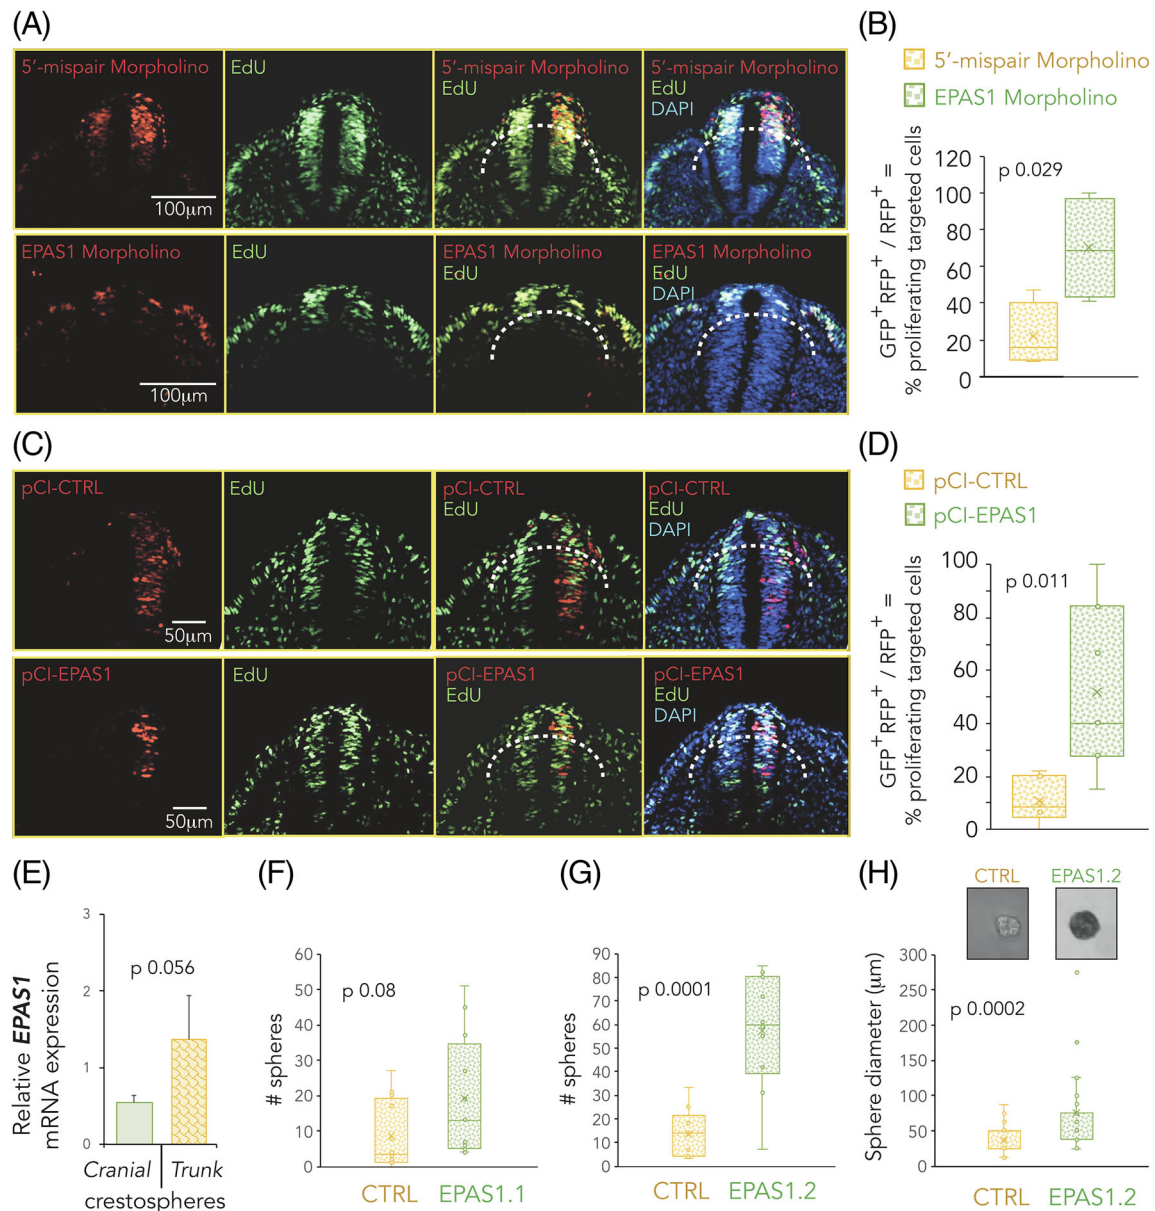 (A)
5'-mispair Morpholino
EdU
5'-mispair Morpholino
EdU
5'-mispair Morpholino
EdU
DAPI
100μm
EPAS1 Morpholino
EdU
EPAS1 Morpholino
EdU
EPAS1 Morpholino
EdU
DAPI
100μm
(B)
5'-mispair Morpholino
EPAS1 Morpholino
GFP+RFP+ / RFP+ =
% proliferating targeted cells
120
100
80
60
40
20
0
p 0.029
(C)
pCI-CTRL
EdU
pCI-CTRL
EdU
pCI-CTRL
EdU
DAPI
50μm
pCI-EPAS1
EdU
pCI-EPAS1
EdU
pCI-EPAS1
EdU
DAPI
50μm
(D)
pCI-CTRL
pCI-EPAS1
GFP+RFP+ / RFP+ =
% proliferating targeted cells
100
80
60
40
20
0
p 0.011
(E)
Relative EPAS1
mRNA expression
3
2
1
0
p 0.056
Cranial
Trunk
crestospheres
(F)
# spheres
60
50
40
30
20
10
0
p 0.08
CTRL
EPAS1.1
(G)
# spheres
90
80
70
60
50
40
30
20
10
0
p 0.0001
CTRL
EPAS1.2
(H)
CTRL
EPAS1.2
Sphere diameter (μm)
300
250
200
150
100
50
0
p 0.0002
CTRL
EPAS1.2